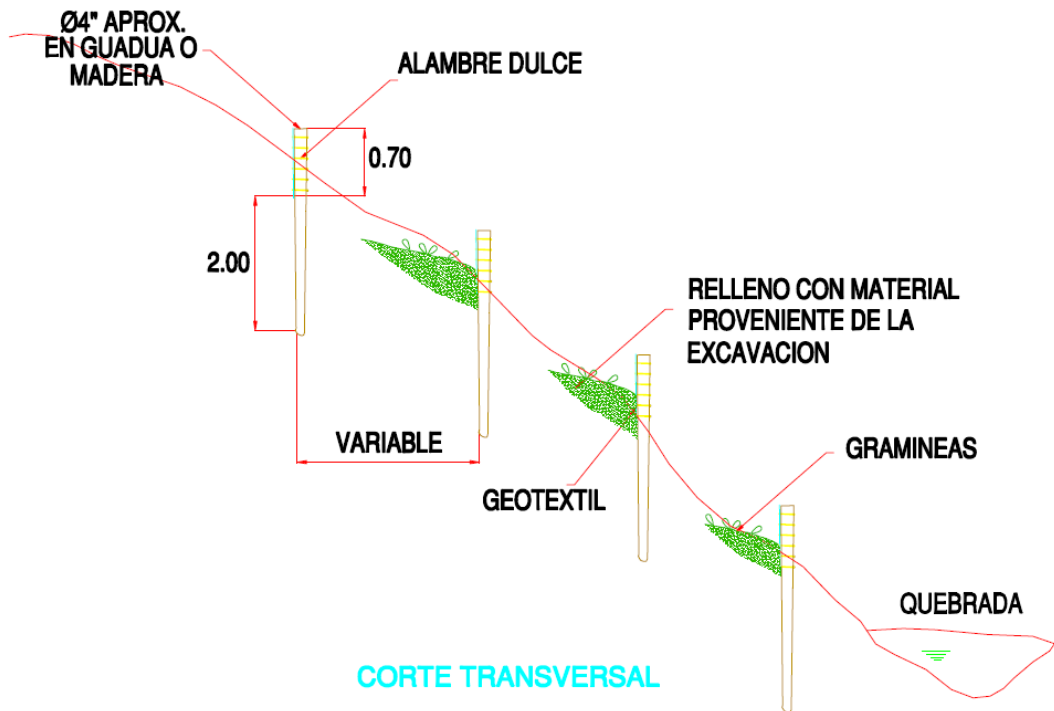 Ø4" APROX.
EN GUADUA O
MADERA
ALAMBRE DULCE
0.70
2.00
RELLENO CON MATERIAL
PROVENIENTE DE LA
EXCAVACION
VARIABLE
GRAMINEAS
GEOTEXTIL
QUEBRADA
CORTE TRANSVERSAL